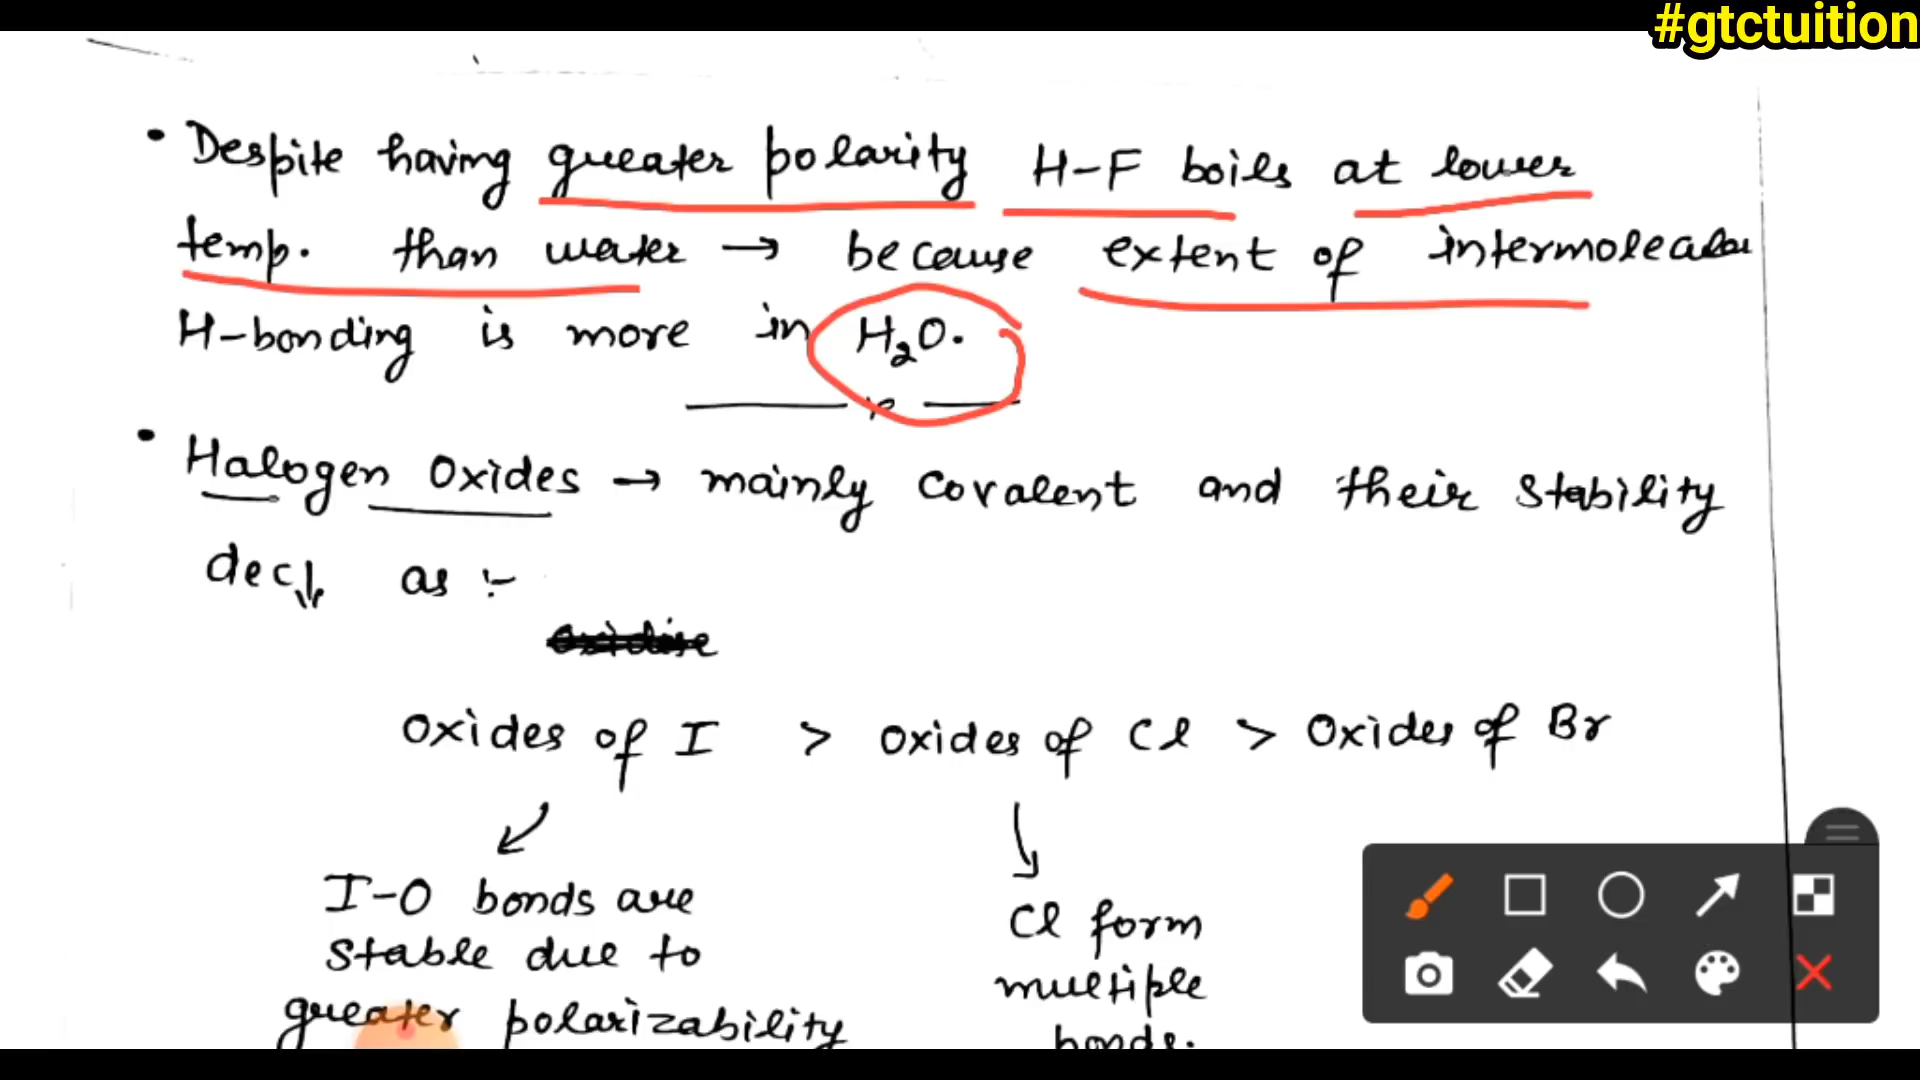 #gtctuition
• Despite having greater polarity H-F boils at lower
temp. than water → because extent of intermolecular
H-bonding is more in H₂O.
• Halogen Oxides → mainly covalent and their stability
dec↓ as :-
Oxides of I > Oxides of Cl > Oxides of Br
I-O bonds are
stable due to
greater polarizability
Cl form
multiple
bonds.